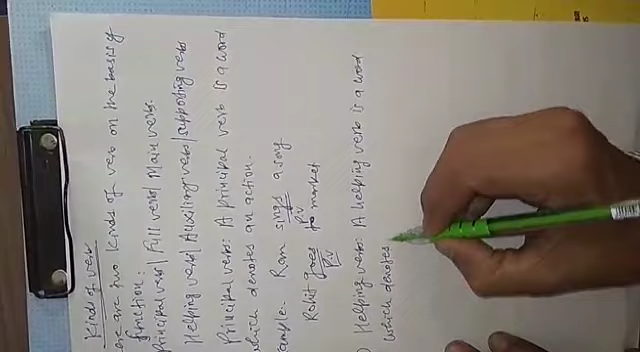 Kinds of verb
ere are two kinds of verb on the basis of
function:
principal verb/Full verb/Main verb.
Helping verb/Auxiliary verb/supporting verb
Principal verb: A principal verb is a word
which denotes an action.
ample- Ram sings a song
PV
Rohit goes to market
PV
) Helping verb: A helping verb is a word
which denotes